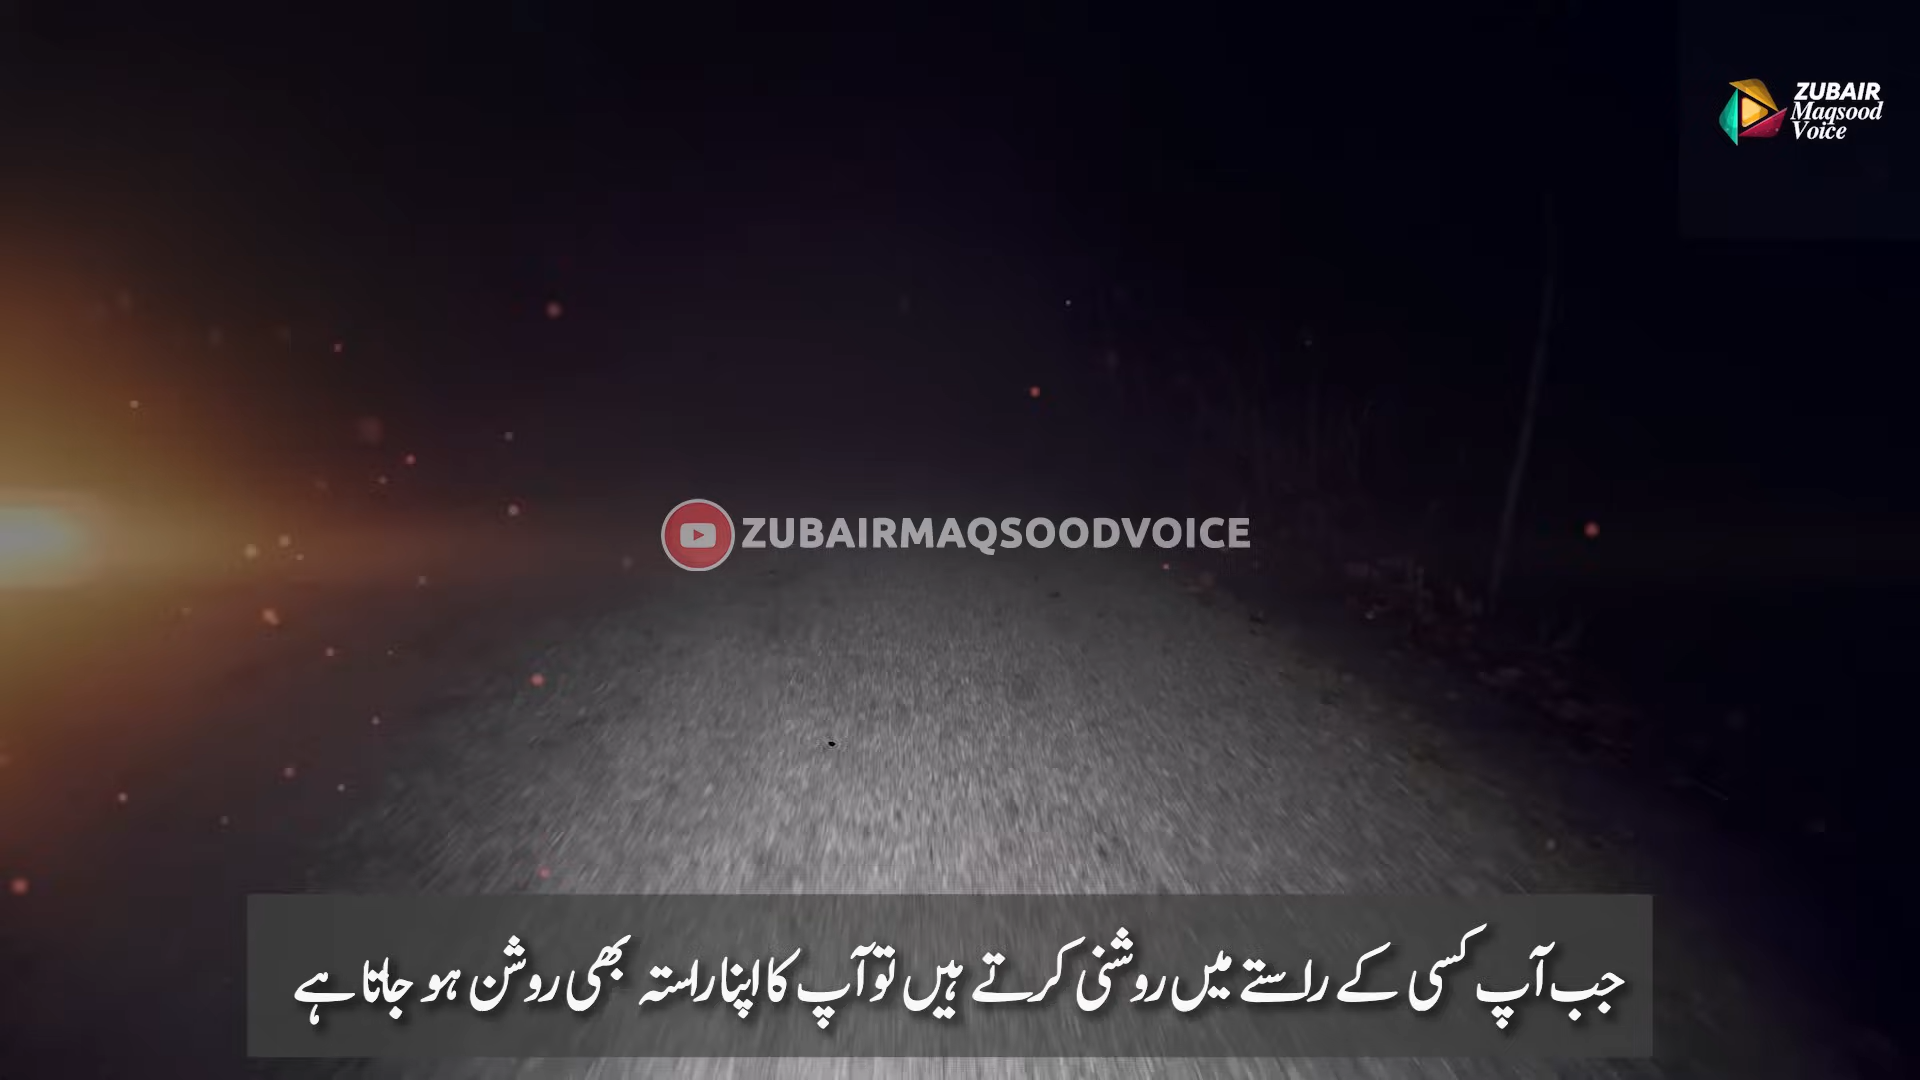 ZUBAIR
Maqsood
Voice
ZUBAIRMAQSOODVOICE
جب آپ کسی کے راستے میں روشنی کرتے ہیں تو آپ کا اپنا راستہ بھی روشن ہو جاتا ہے